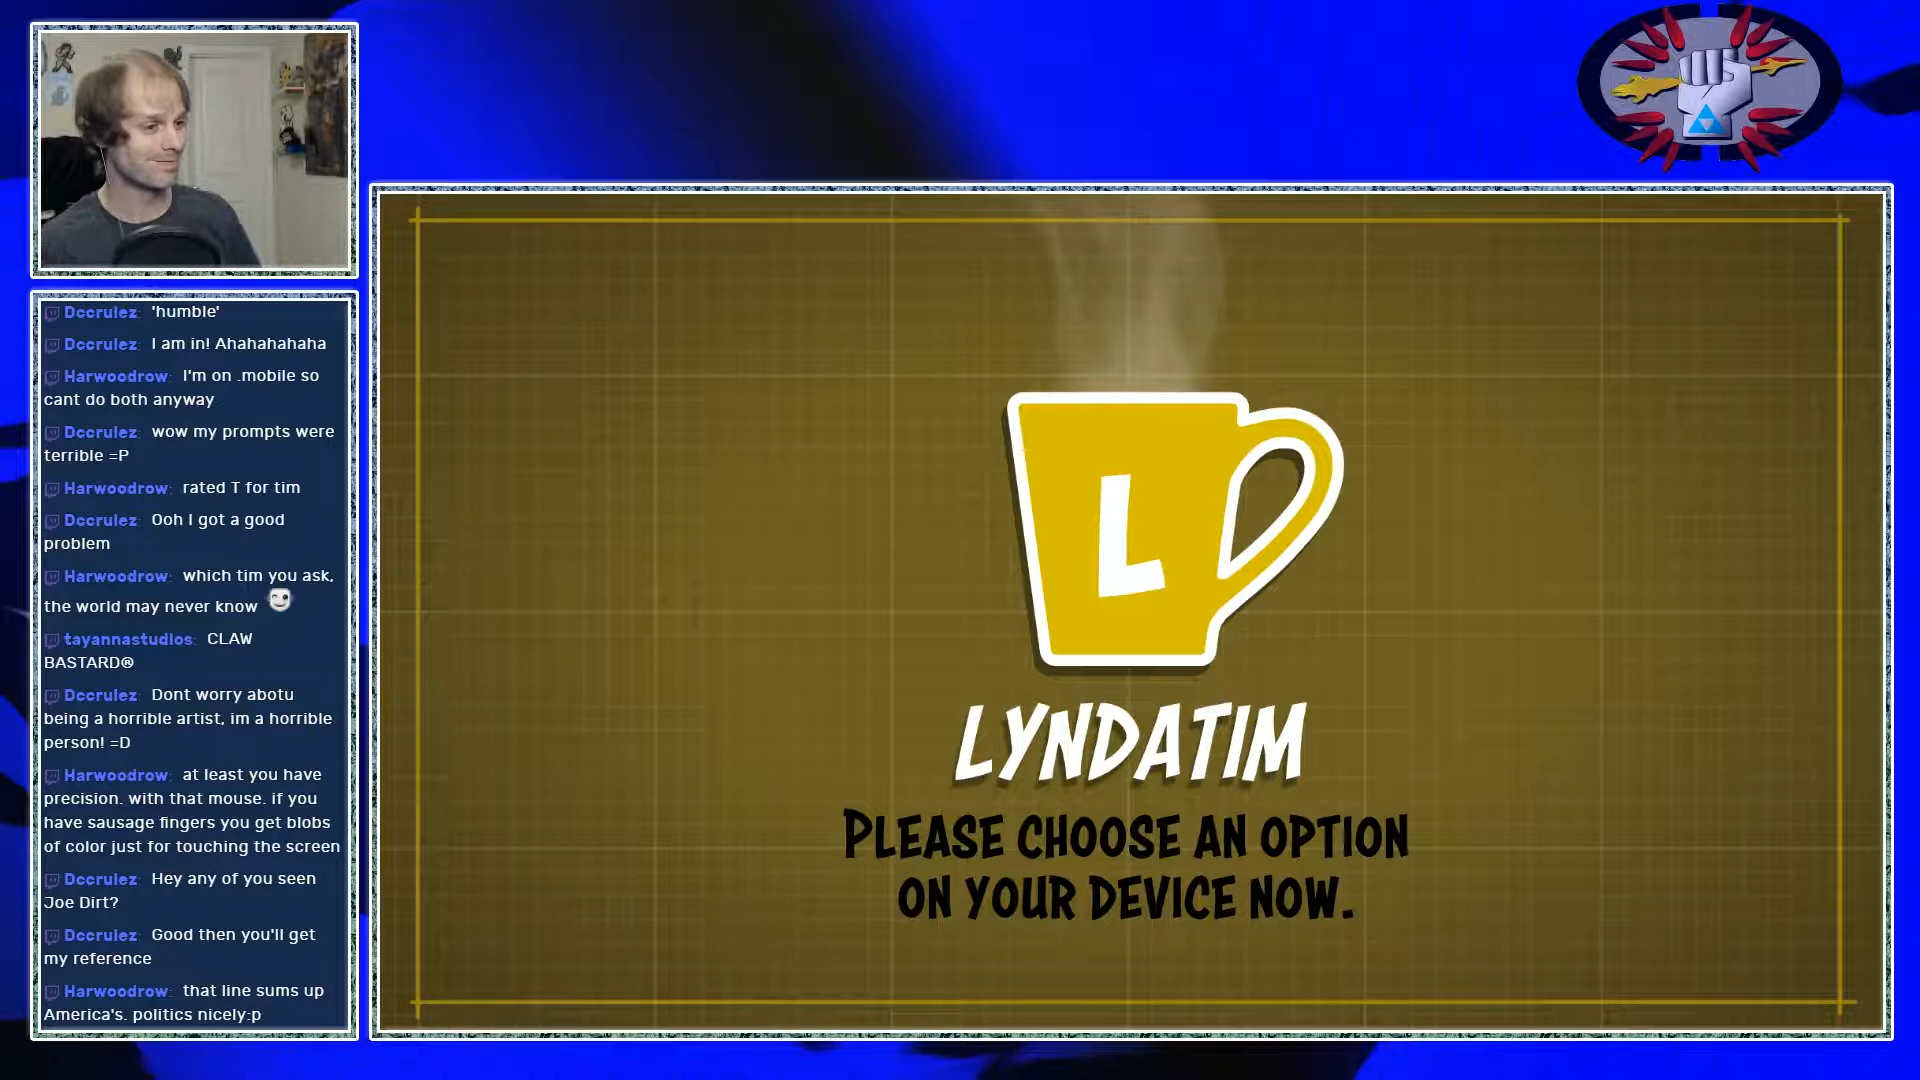 Dccrulez: 'humble'
Dccrulez: I am in! Ahahahahaha
Harwoodrow: I'm on .mobile so
cant do both anyway
Dccrulez: wow my prompts were
terrible =P
Harwoodrow: rated T for tim
Dccrulez: Ooh I got a good
problem
Harwoodrow: which tim you ask,
the world may never know
tayannastudios: CLAW
BASTARD®
Dccrulez: Dont worry abotu
being a horrible artist, im a horrible
person! =D
Harwoodrow: at least you have
precision. with that mouse. if you
have sausage fingers you get blobs
of color just for touching the screen
Dccrulez: Hey any of you seen
Joe Dirt?
Dccrulez: Good then you'll get
my reference
Harwoodrow: that line sums up
America's. politics nicely:p
L
LYNDATIM
PLEASE CHOOSE AN OPTION
ON YOUR DEVICE NOW.